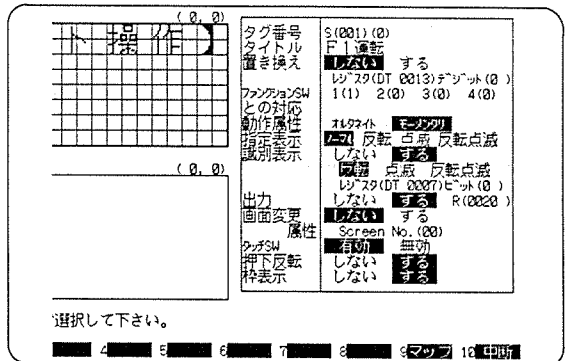 ( 0, 0)
ト 操 作
( 0, 0)
タグ番号 S(001)(0)
タイトル F1運転
置き換え しない する
レジスタ(DT 0013)デジット(0 )
ファンクションSW 1(1) 2(0) 3(0) 4(0)
との対応
動作属性 オルタネイト モーメンタリ
指定表示 ノーマル 反転 点滅 反転点滅
識別表示 しない する
反転 点滅 反転点滅
レジスタ(DT 0007)ビット(0 )
出力 しない する R(0020 )
画面変更 しない する
属性 Screen No.(00)
タッチSW 有効 無効
押下反転 しない する
枠表示 しない する
選択して下さい。
4 5 6 7 8 9マップ 10中断